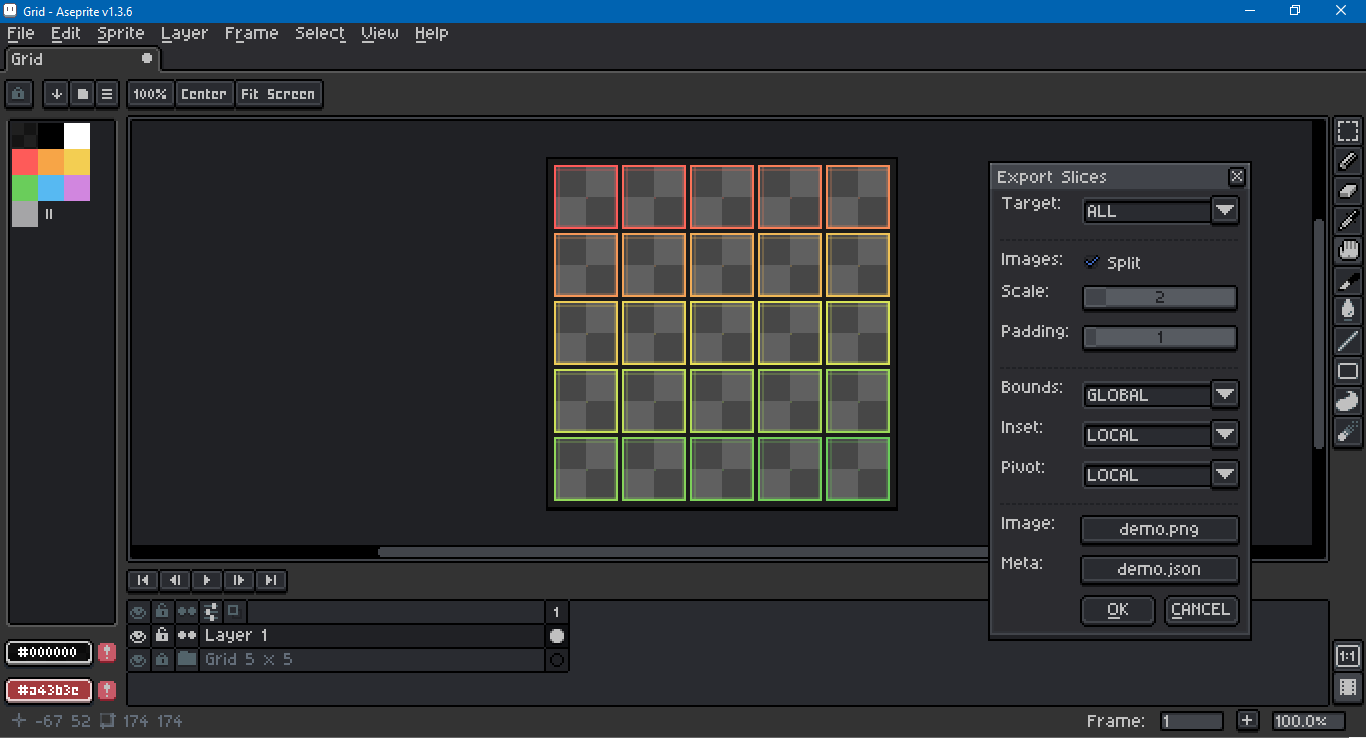 Grid - Aseprite v1.3.6
File Edit Sprite Layer Frame Select View Help
Grid
100% Center Fit Screen
Export Slices
Target: ALL
Images: Split
Scale: 2
Padding: 1
Bounds: GLOBAL
Inset: LOCAL
Pivot: LOCAL
Image: demo.png
Meta: demo.json
OK CANCEL
1
Layer 1
Grid 5 x 5
#000000 !
#a43b3e !
1:1
-67 52 174 174
Frame: 1 + 100.0%